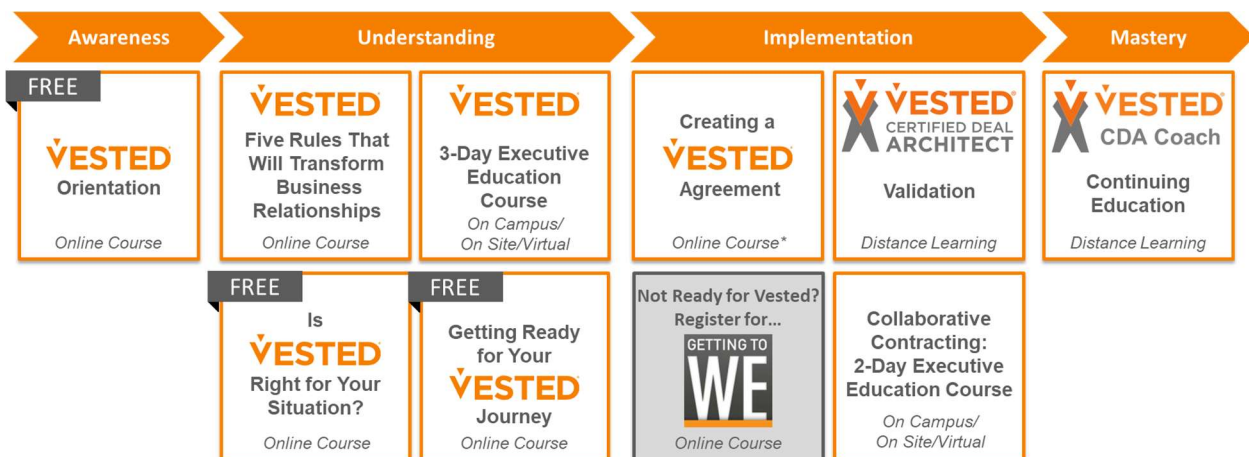 Awareness
Understanding
Implementation
Mastery
FREE
VESTED
Orientation
Online Course
VESTED®
Five Rules That
Will Transform
Business
Relationships
Online Course
VESTED®
3-Day Executive
Education
Course
On Campus/
On Site/Virtual
Creating a
VESTED
Agreement
Online Course*
VESTED®
CERTIFIED DEAL
ARCHITECT
Validation
Distance Learning
VESTED®
CDA Coach
Continuing
Education
Distance Learning
FREE
Is
VESTED
Right for Your
Situation?
Online Course
FREE
Getting Ready
for Your
VESTED
Journey
Online Course
Not Ready for Vested?
Register for...
GETTING TO
WE
Online Course
Collaborative
Contracting:
2-Day Executive
Education Course
On Campus/
On Site/Virtual